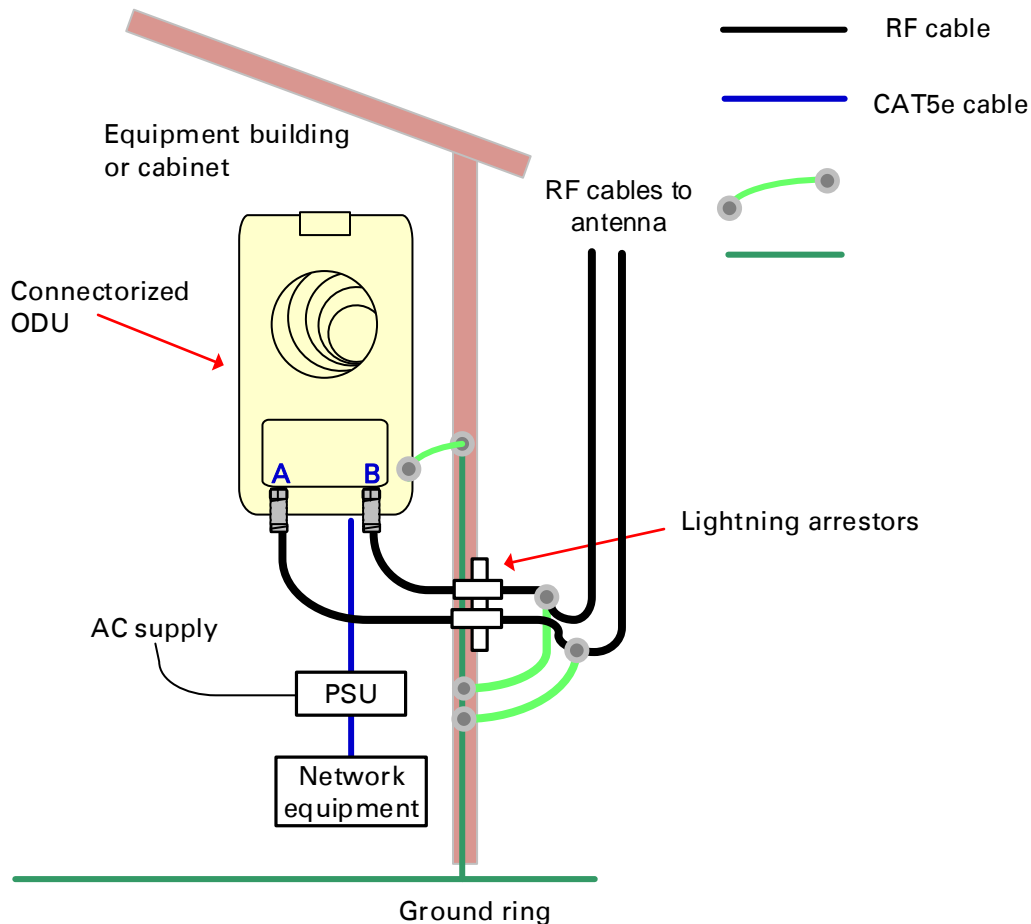 RF cable
CAT5e cable
Equipment building
or cabinet
RF cables to
antenna
Connectorized
ODU
A
B
Lightning arrestors
AC supply
PSU
Network
equipment
Ground ring